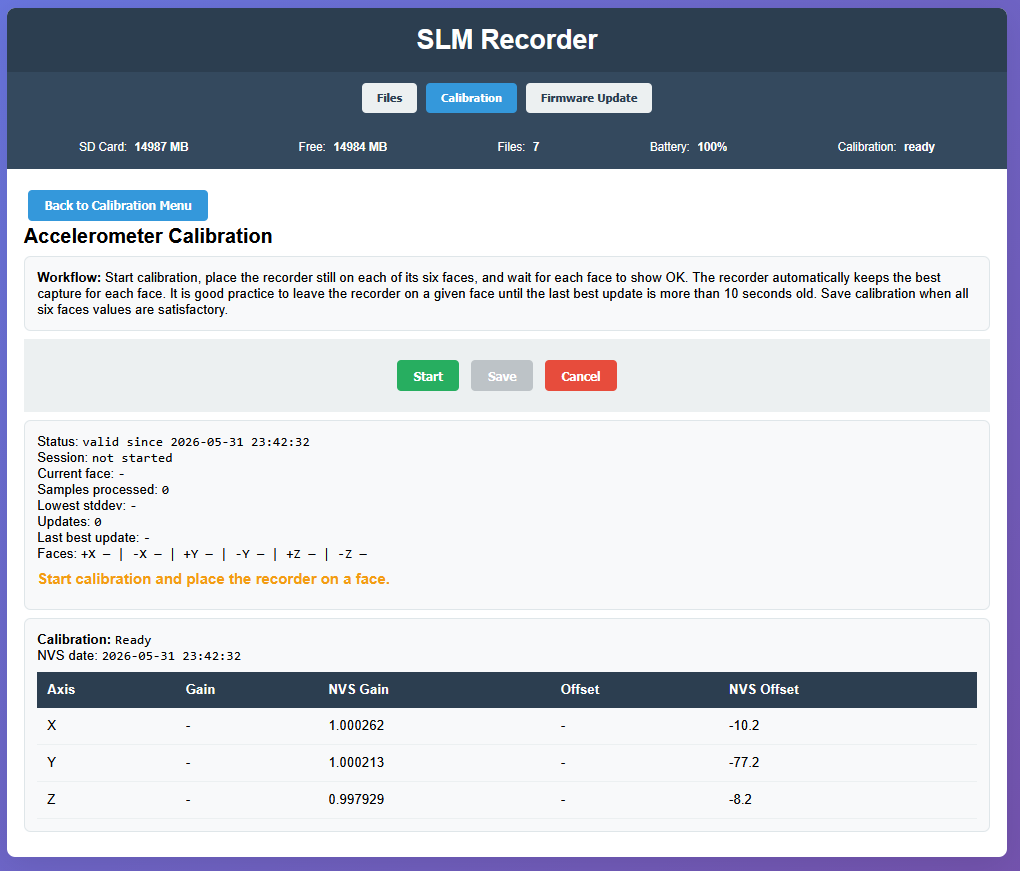 SLM Recorder
Files Calibration Firmware Update
SD Card: 14987 MB Free: 14984 MB Files: 7 Battery: 100% Calibration: ready
Back to Calibration Menu
Accelerometer Calibration
Workflow: Start calibration, place the recorder still on each of its six faces, and wait for each face to show OK. The recorder automatically keeps the best
capture for each face. It is good practice to leave the recorder on a given face until the last best update is more than 10 seconds old. Save calibration when all
six faces values are satisfactory.
Start Save Cancel
Status: valid since 2026-05-31 23:42:32
Session: not started
Current face: -
Samples processed: 0
Lowest stddev: -
Updates: 0
Last best update: -
Faces: +X — | -X — | +Y — | -Y — | +Z — | -Z —
Start calibration and place the recorder on a face.
Calibration: Ready
NVS date: 2026-05-31 23:42:32
Axis Gain NVS Gain Offset NVS Offset
X - 1.000262 - -10.2
Y - 1.000213 - -77.2
Z - 0.997929 - -8.2